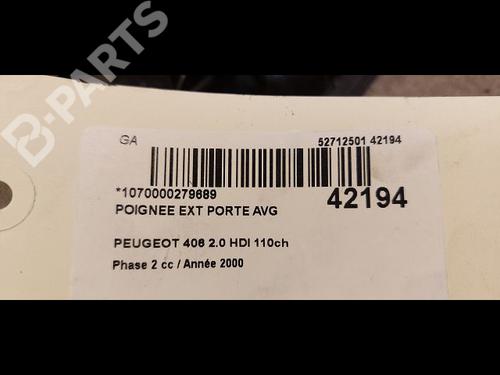 B-PARTS
GA
52712501 42194
*1070000279689
42194
POIGNEE EXT PORTE AVG
PEUGEOT 406 2.0 HDI 110ch
Phase 2 cc / Année 2000